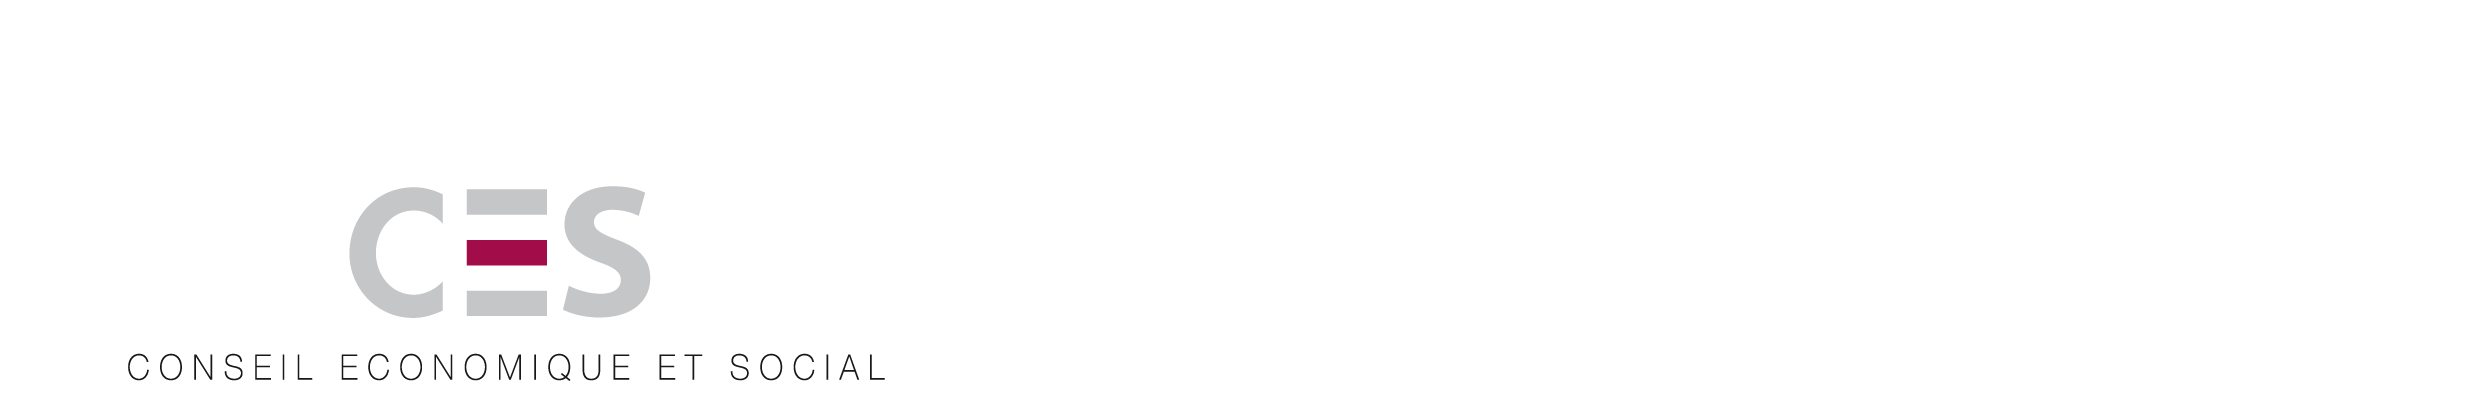 CES
CONSEIL ECONOMIQUE ET SOCIAL